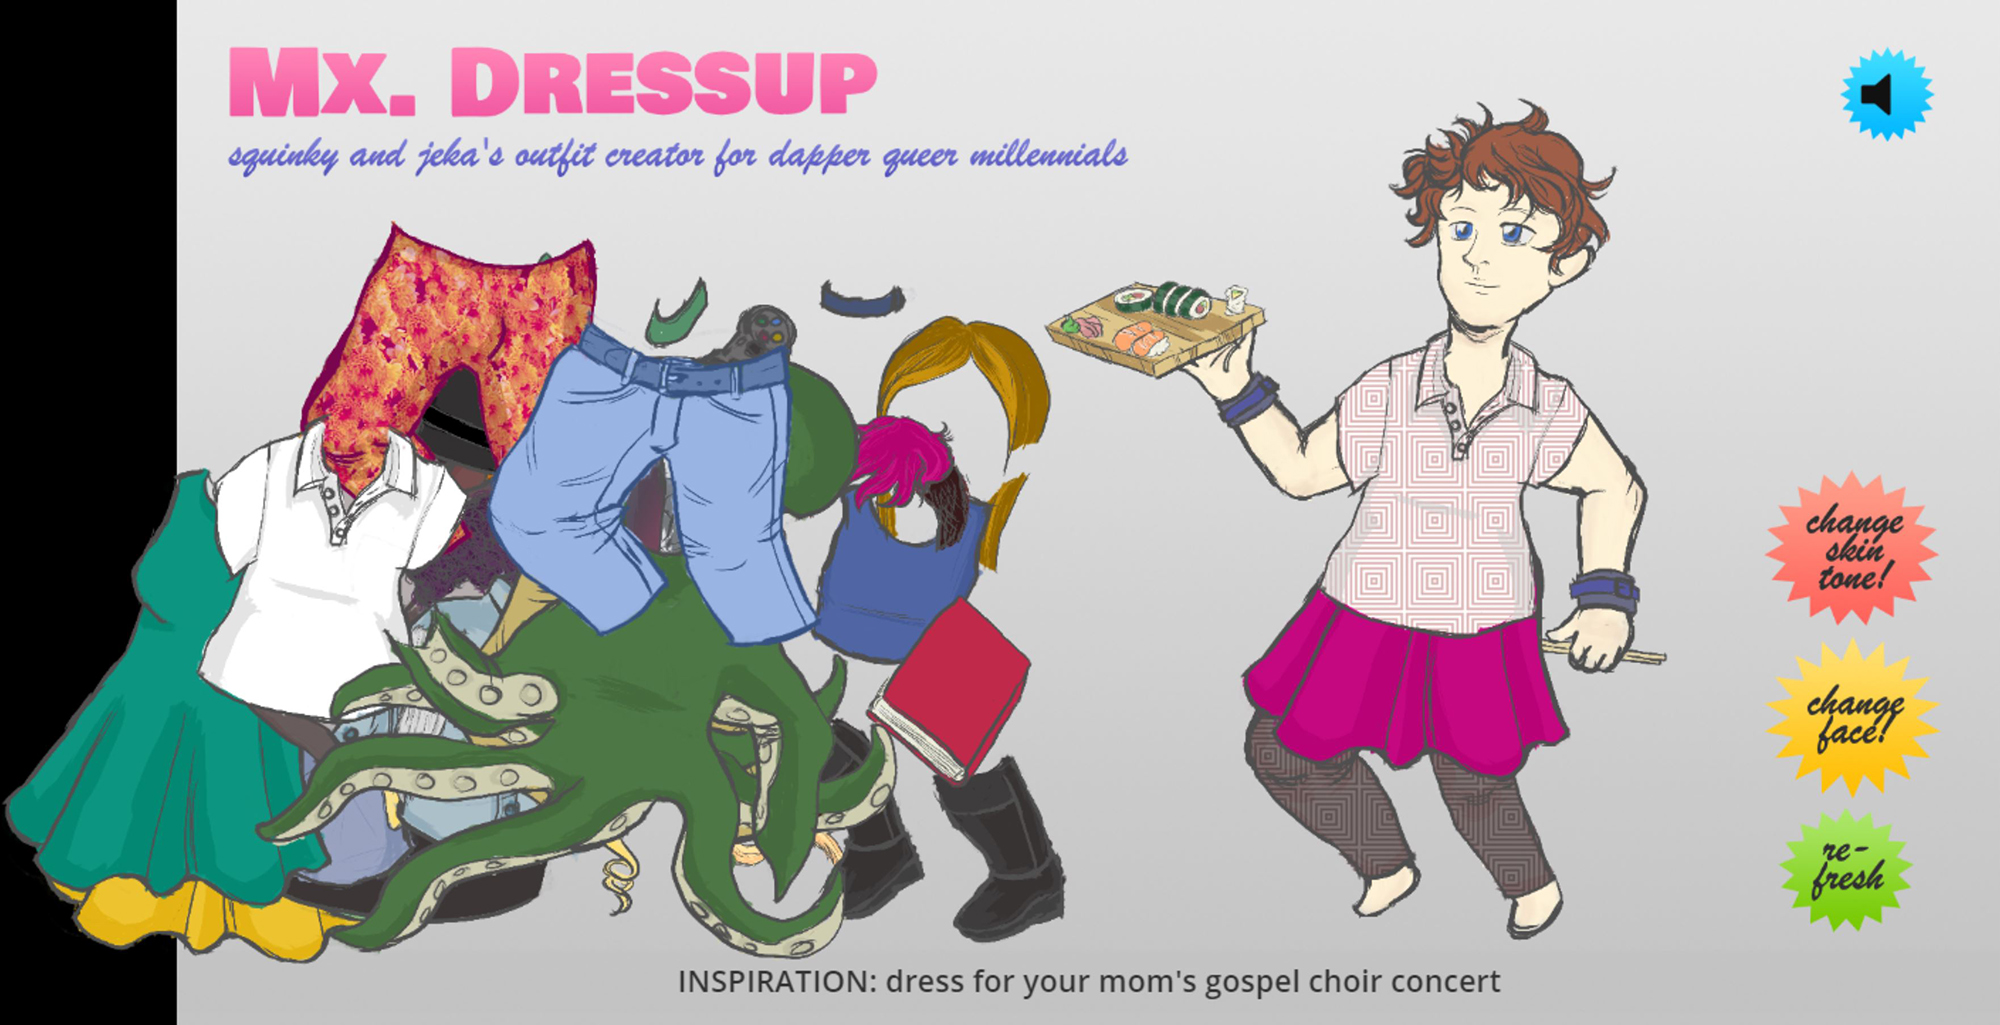 Mx. Dressup
squinky and jeka's outfit creator for dapper queer millennials
change
skin
tone!
change
face!
re-
fresh
INSPIRATION: dress for your mom's gospel choir concert